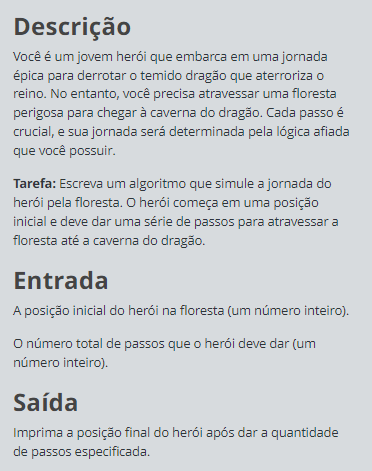 Descrição
Você é um jovem herói que embarca em uma jornada
épica para derrotar o temido dragão que aterroriza o
reino. No entanto, você precisa atravessar uma floresta
perigosa para chegar à caverna do dragão. Cada passo é
crucial, e sua jornada será determinada pela lógica afiada
que você possuir.
Tarefa: Escreva um algoritmo que simule a jornada do
herói pela floresta. O herói começa em uma posição
inicial e deve dar uma série de passos para atravessar a
floresta até a caverna do dragão.
Entrada
A posição inicial do herói na floresta (um número inteiro).
O número total de passos que o herói deve dar (um
número inteiro).
Saída
Imprima a posição final do herói após dar a quantidade
de passos especificada.